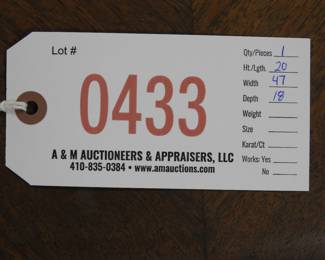 Lot #
0433
A & M AUCTIONEERS & APPRAISERS, LLC
410-835-0384 • www.amauctions.com
Qty/Pieces 1
Ht./Lgth. 20
Width 47
Depth 18
Weight
Size
Karat/Ct
Works: Yes
No